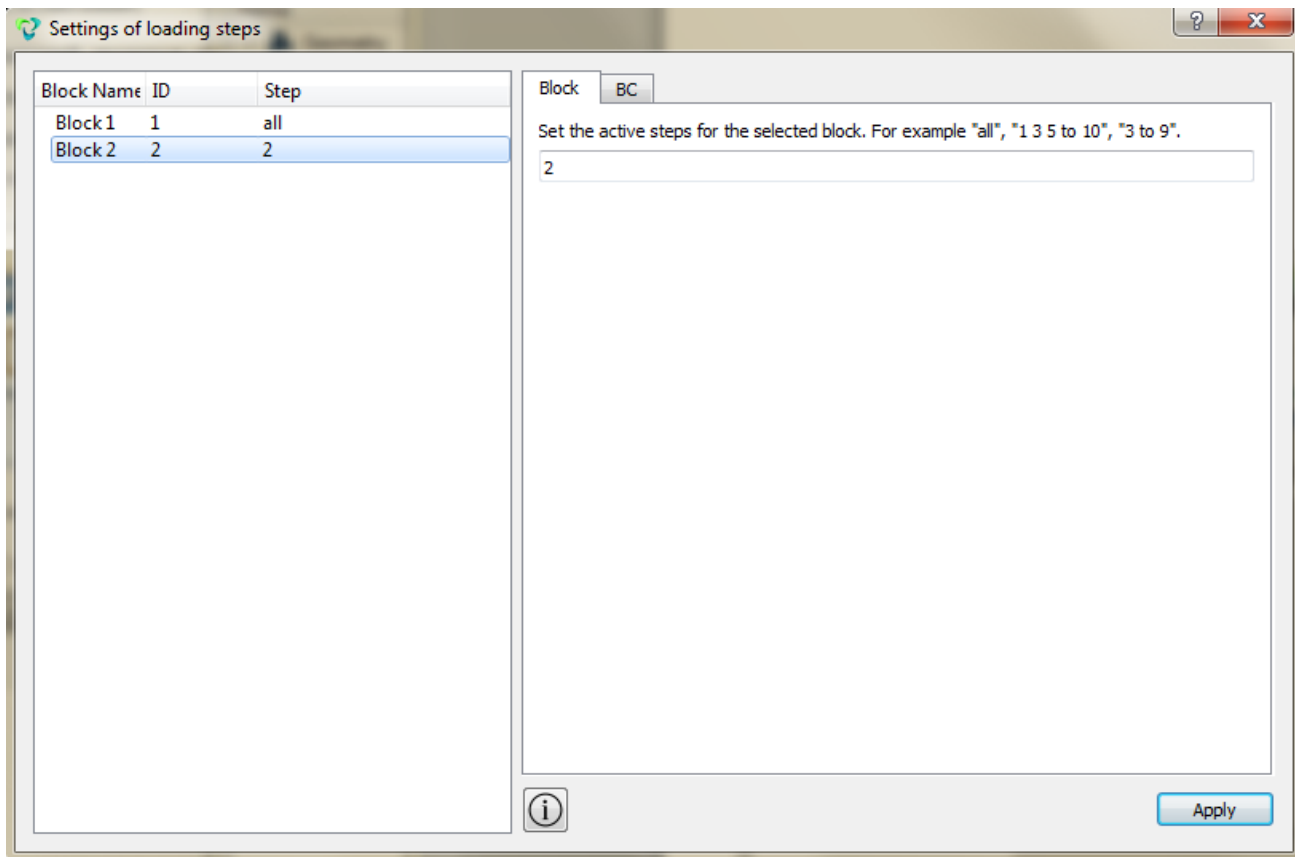 Settings of loading steps
Block Name ID Step
Block 1 1 all
Block 2 2 2
Block BC
Set the active steps for the selected block. For example "all", "1 3 5 to 10", "3 to 9".
2
Apply